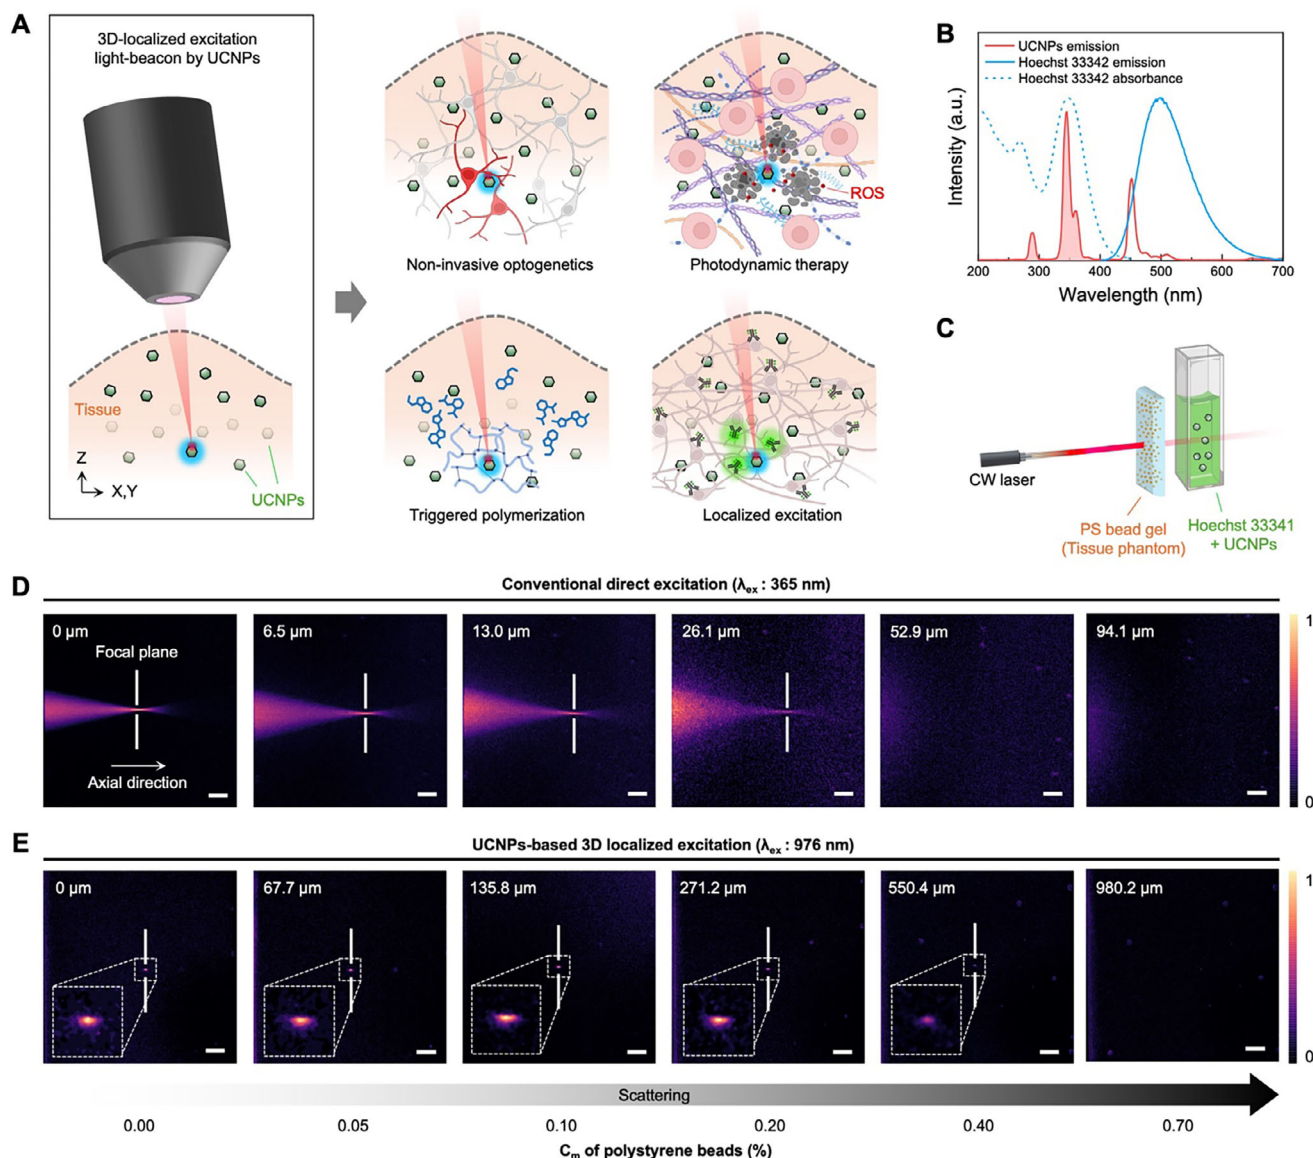 A
3D-localized excitation
light-beacon by UCNPs
Tissue
Z
X,Y
UCNPs
Non-invasive optogenetics
ROS
Photodynamic therapy
Triggered polymerization
Localized excitation
B
UCNPs emission
Hoechst 33342 emission
Hoechst 33342 absorbance
Intensity (a.u.)
200 300 400 500 600 700
Wavelength (nm)
C
CW laser
PS bead gel
(Tissue phantom)
Hoechst 33341
+ UCNPs
D
Conventional direct excitation (λex : 365 nm)
0 µm 6.5 µm 13.0 µm 26.1 µm 52.9 µm 94.1 µm
Focal plane
Axial direction
1
0
E
UCNPs-based 3D localized excitation (λex : 976 nm)
0 µm 67.7 µm 135.8 µm 271.2 µm 550.4 µm 980.2 µm
1
0
Scattering
0.00 0.05 0.10 0.20 0.40 0.70
Cm of polystyrene beads (%)